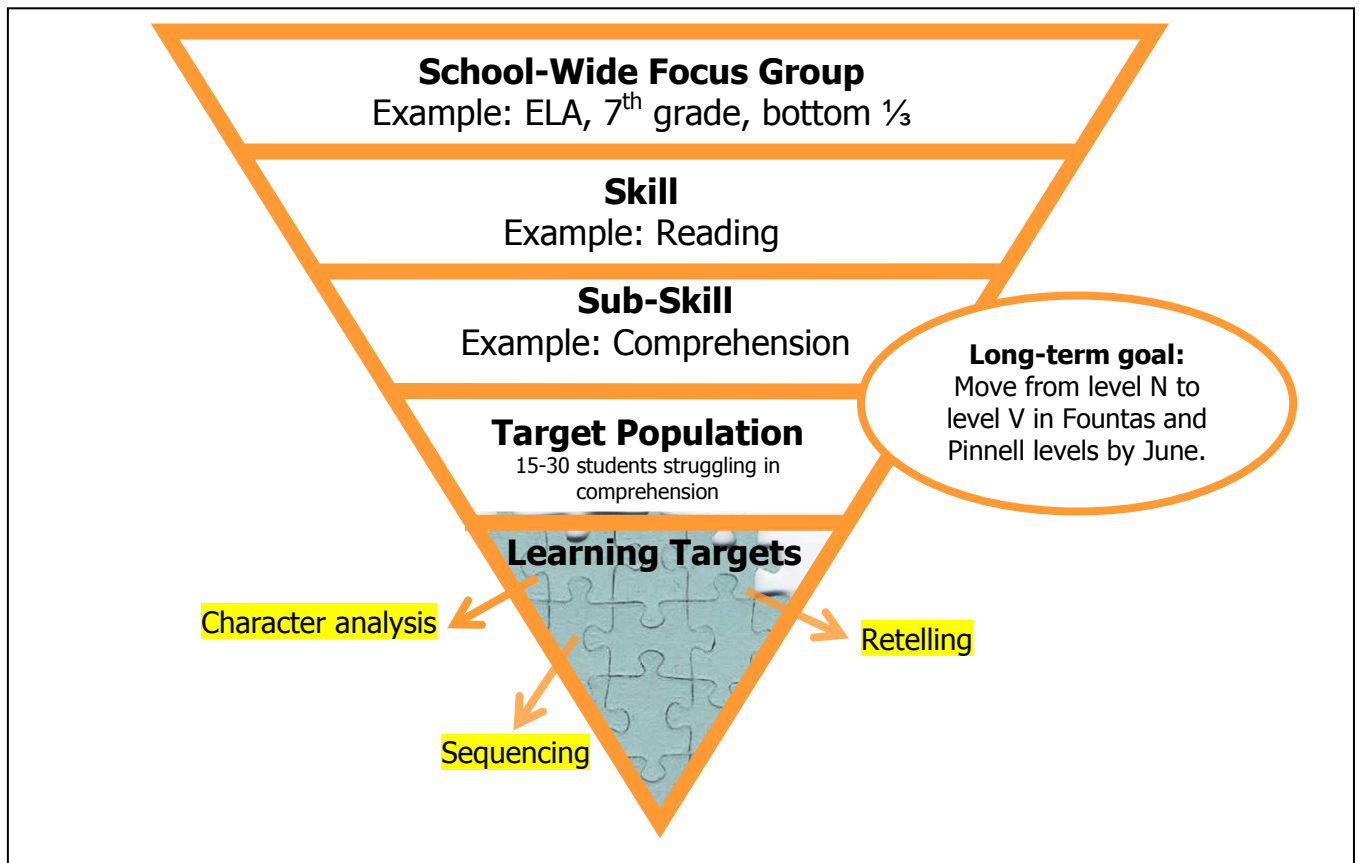 School-Wide Focus Group
Example: ELA, 7th grade, bottom ⅓
Skill
Example: Reading
Sub-Skill
Example: Comprehension
Long-term goal:
Move from level N to
level V in Fountas and
Pinnell levels by June.
Target Population
15-30 students struggling in
comprehension
Learning Targets
Character analysis
Retelling
Sequencing